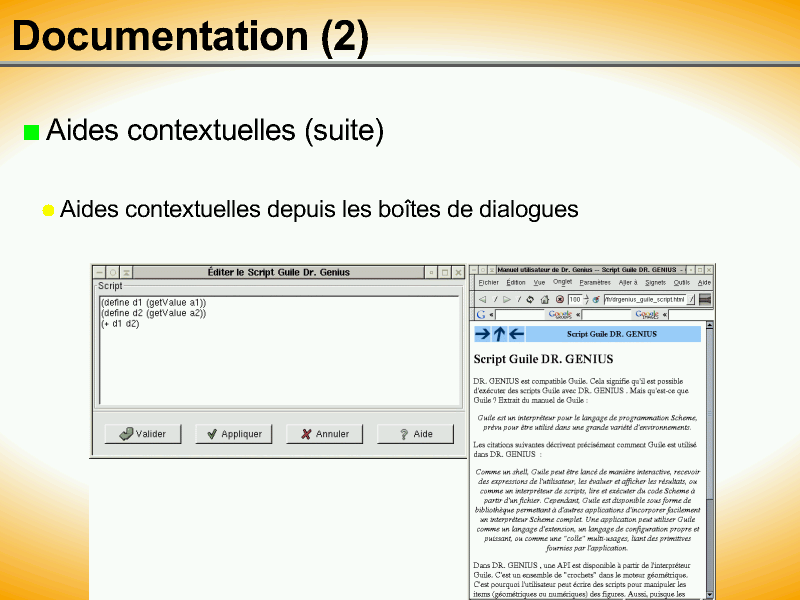 Documentation (2)
Aides contextuelles (suite)
Aides contextuelles depuis les boîtes de dialogues
Éditer le Script Guile Dr. Genius
Script
(define d1 (getValue a1))
(define d2 (getValue a2))
(+ d1 d2)
Valider
Appliquer
Annuler
Aide
Manuel utilisateur de Dr. Genius -- Script Guile DR. GENIUS -
Fichier Édition Vue Onglet Paramètres Aller à Signets Outils Aide
100 /fr/drgenius_guile_script.html
Script Guile DR. GENIUS
Script Guile DR. GENIUS
DR. GENIUS est compatible Guile. Cela signifie qu'il est possible
d'exécuter des scripts Guile avec DR. GENIUS . Mais qu'est-ce que
Guile ? Extrait du manuel de Guile :
Guile est un interpréteur pour le langage de programmation Scheme,
prévu pour être utilisé dans une grande variété d'environnements.
Les citations suivantes décrivent précisément comment Guile est utilisé
dans DR. GENIUS :
Comme un shell, Guile peut être lancé de manière interactive, recevoir
des expressions de l'utilisateur, les évaluer et afficher les résultats, ou
comme un interpréteur de scripts, lire et exécuter du code Scheme à
partir d'un fichier. Cependant, Guile est disponible sous forme de
bibliothèque permettant à d'autres applications d'incorporer facilement
un interpréteur Scheme complet. Une application peut utiliser Guile
comme un langage d'extension, un langage de configuration propre et
puissant, ou comme une "colle" multi-usages, liant des primitives
fournies par l'application.
Dans DR. GENIUS , une API est disponible à partir de l'interpréteur
Guile. C'est un ensemble de "crochets" dans le moteur géométrique.
C'est pourquoi l'utilisateur peut écrire des scripts pour manipuler les
items (géométriques ou numériques) des figures. Aussi, puisque les